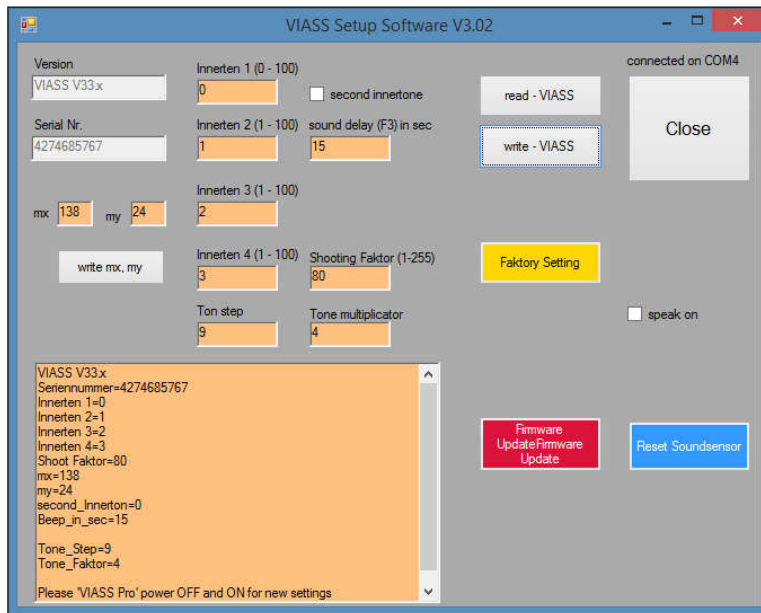 VIASS Setup Software V3.02
Version
VIASS V33.x
Serial Nr.
4274685767
mx 138 my 24
write mx, my
Innerten 1 (0 - 100)
0
second innertone
Innerten 2 (1 - 100)
1
sound delay (F3) in sec
15
Innerten 3 (1 - 100)
2
Innerten 4 (1 - 100)
3
Shooting Faktor (1-255)
80
Ton step
9
Tone multiplicator
4
read - VIASS
write - VIASS
connected on COM4
Close
Faktory Setting
speak on
VIASS V33.x
Seriennummer=4274685767
Innerten 1=0
Innerten 2=1
Innerten 3=2
Innerten 4=3
Shoot Faktor=80
mx=138
my=24
second_Innerton=0
Beep_in_sec=15
Tone_Step=9
Tone_Faktor=4
Please 'VIASS Pro' power OFF and ON for new settings
Firmware
UpdateFirmware
Update
Reset Soundsensor